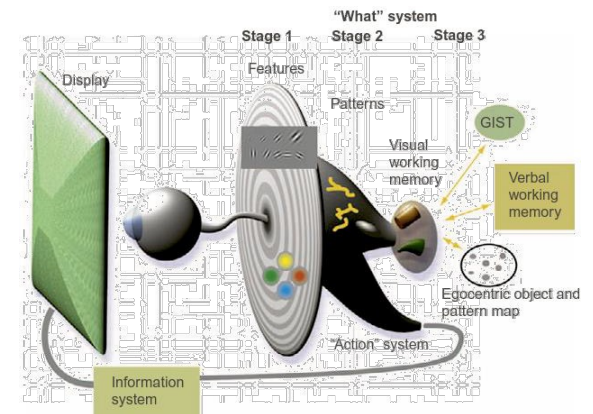 “What” system
Stage 1
Stage 2
Stage 3
Features
Display
Patterns
GIST
Visual
working
memory
Verbal
working
memory
Egocentric object and
pattern map
“Action” system
Information
system